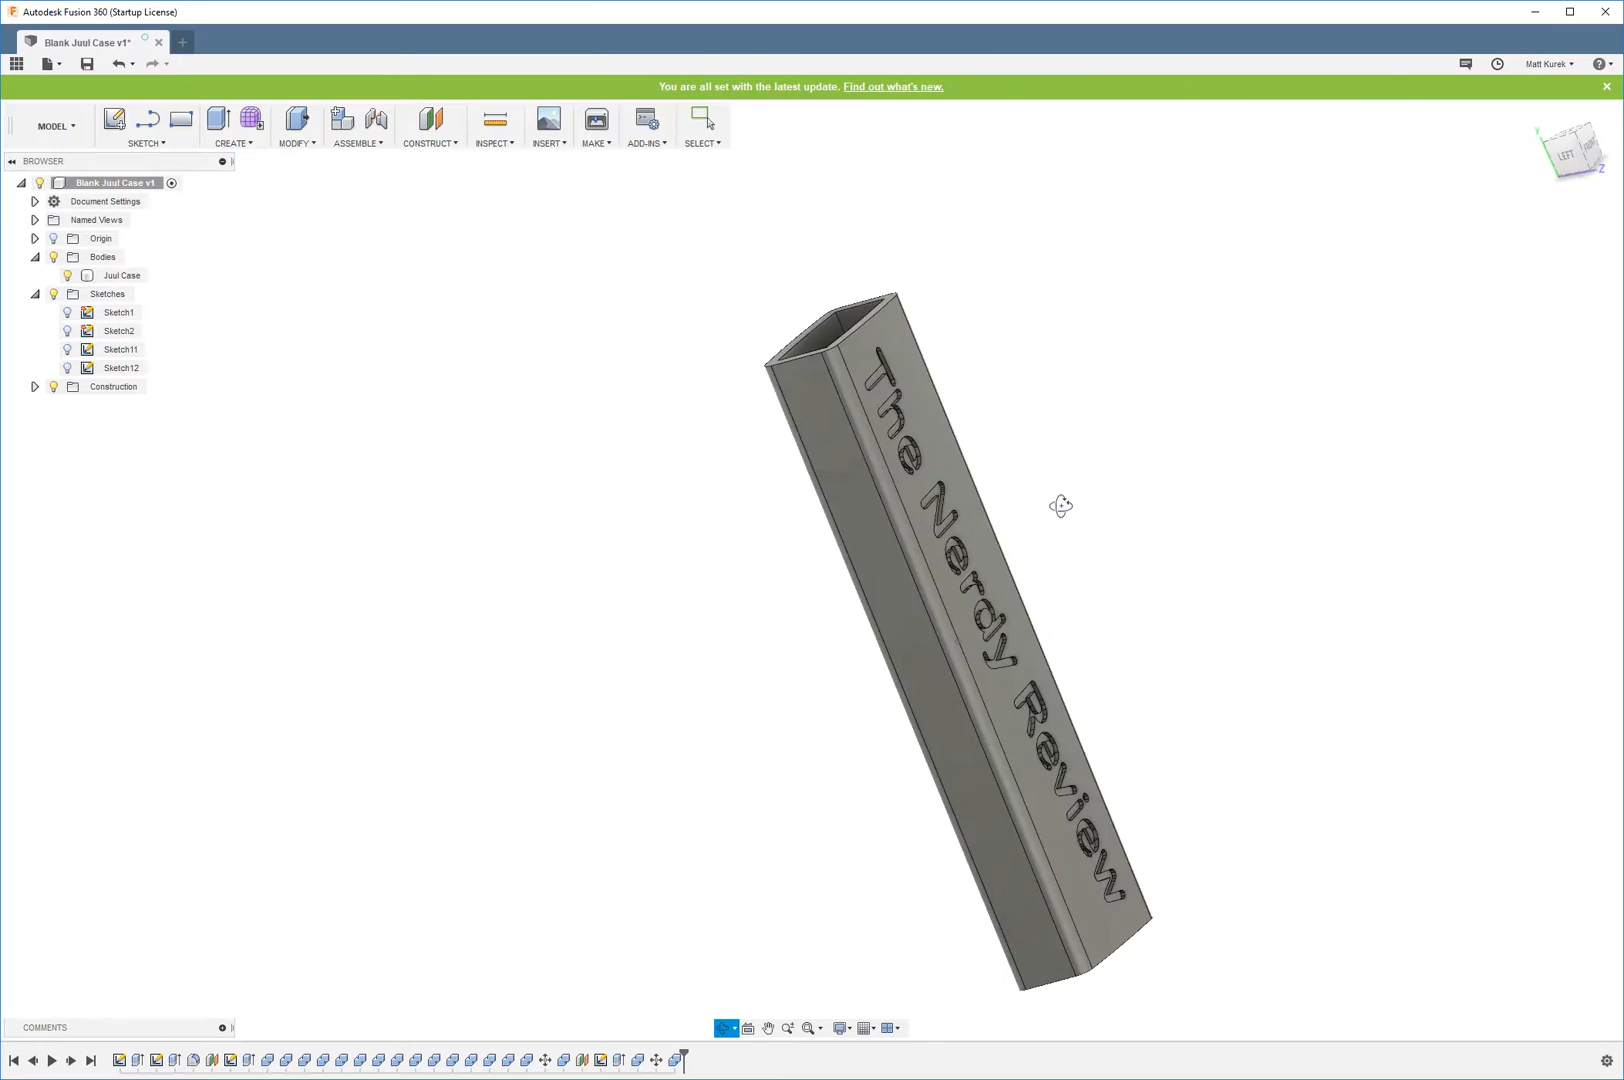 Autodesk Fusion 360 (Startup License)
Blank Juul Case v1*
Matt Kurek
You are all set with the latest update. Find out what's new.
MODEL
SKETCH
CREATE
MODIFY
ASSEMBLE
CONSTRUCT
INSPECT
INSERT
MAKE
ADD-INS
SELECT
BROWSER
Blank Juul Case v1
Document Settings
Named Views
Origin
Bodies
Juul Case
Sketches
Sketch1
Sketch2
Sketch11
Sketch12
Construction
Y
LEFT
FRONT
Z
The Nerdy Review
COMMENTS